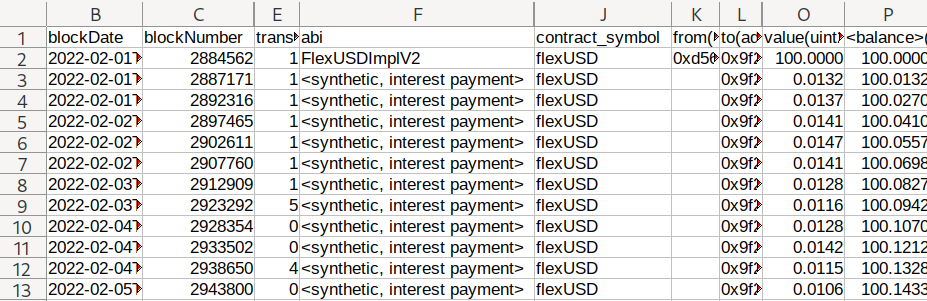 B C E F J K L O P
1 blockDate blockNumber trans abi contract_symbol from( to(ad value(uint <balance>(
2 2022-02-01 2884562 1 FlexUSDImplV2 flexUSD 0xd56 0x9f 100.0000 100.0000
3 2022-02-01 2887171 1 <synthetic, interest payment> flexUSD 0x9f 0.0132 100.0132
4 2022-02-01 2892316 1 <synthetic, interest payment> flexUSD 0x9f 0.0137 100.0270
5 2022-02-02 2897465 1 <synthetic, interest payment> flexUSD 0x9f 0.0141 100.0410
6 2022-02-02 2902611 1 <synthetic, interest payment> flexUSD 0x9f 0.0147 100.0557
7 2022-02-02 2907760 1 <synthetic, interest payment> flexUSD 0x9f 0.0141 100.0698
8 2022-02-03 2912909 1 <synthetic, interest payment> flexUSD 0x9f 0.0128 100.0827
9 2022-02-03 2923292 5 <synthetic, interest payment> flexUSD 0x9f 0.0116 100.0942
10 2022-02-04 2928354 0 <synthetic, interest payment> flexUSD 0x9f 0.0128 100.1070
11 2022-02-04 2933502 0 <synthetic, interest payment> flexUSD 0x9f 0.0142 100.1212
12 2022-02-04 2938650 4 <synthetic, interest payment> flexUSD 0x9f 0.0115 100.1328
13 2022-02-05 2943800 0 <synthetic, interest payment> flexUSD 0x9f 0.0106 100.1433